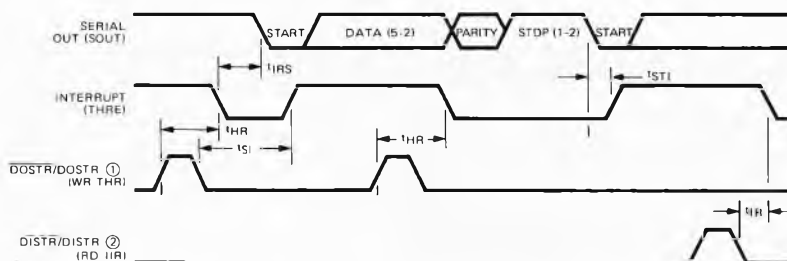 SERIAL
OUT (SOUT)
START
DATA (5-2)
PARITY
STOP (1-2)
START
tIRS
tSTI
INTERRUPT
(THRE)
tHR
tSI
tHR
DOSTR/DOSTR ①
(WR THR)
tIR
DISTR/DISTR ②
(RD IIR)